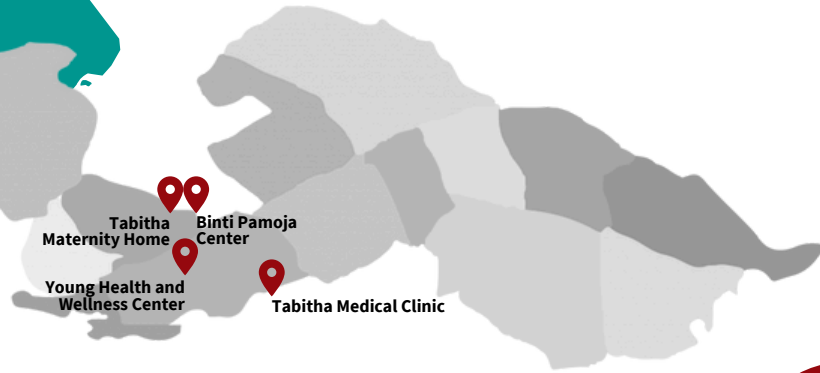 Tabitha
Maternity Home
Binti Pamoja
Center
Young Health and
Wellness Center
Tabitha Medical Clinic